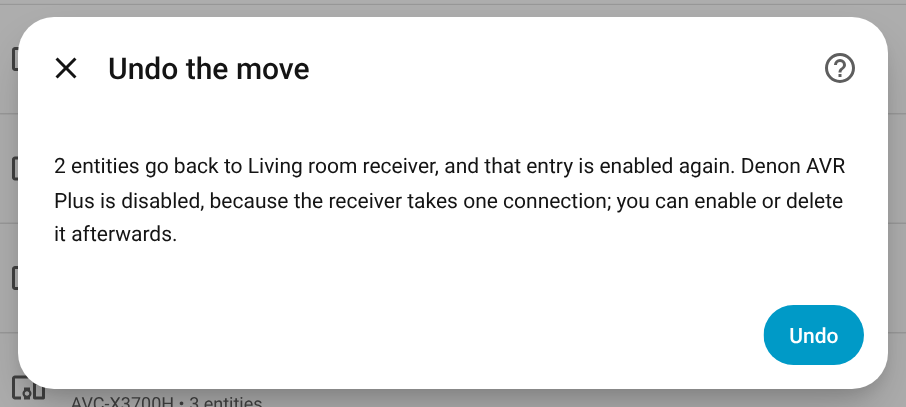 Undo the move
2 entities go back to Living room receiver, and that entry is enabled again. Denon AVR
Plus is disabled, because the receiver takes one connection; you can enable or delete
it afterwards.
Undo
AVC-X3700H • 3 entities